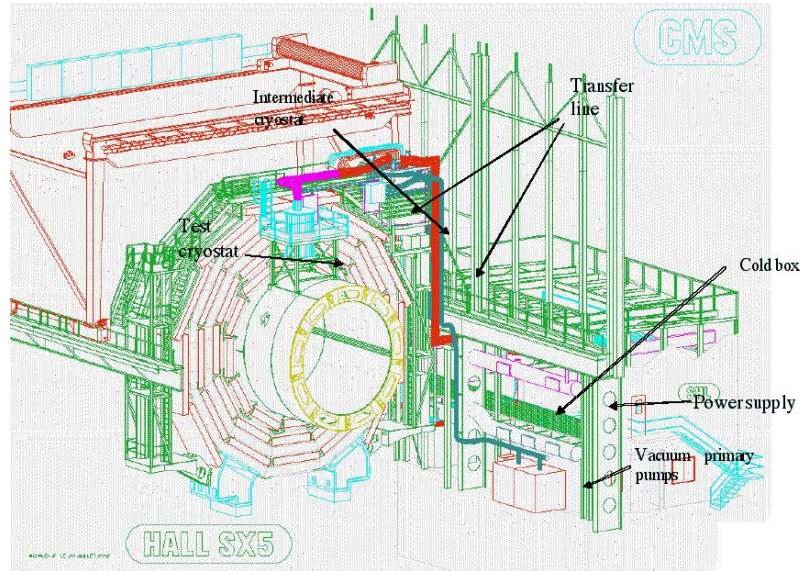 CMS
Transfer
line
Intermediate
cryostat
Test
cryostat
Cold box
Power supply
Vacuum primary
pumps
HALL SX5